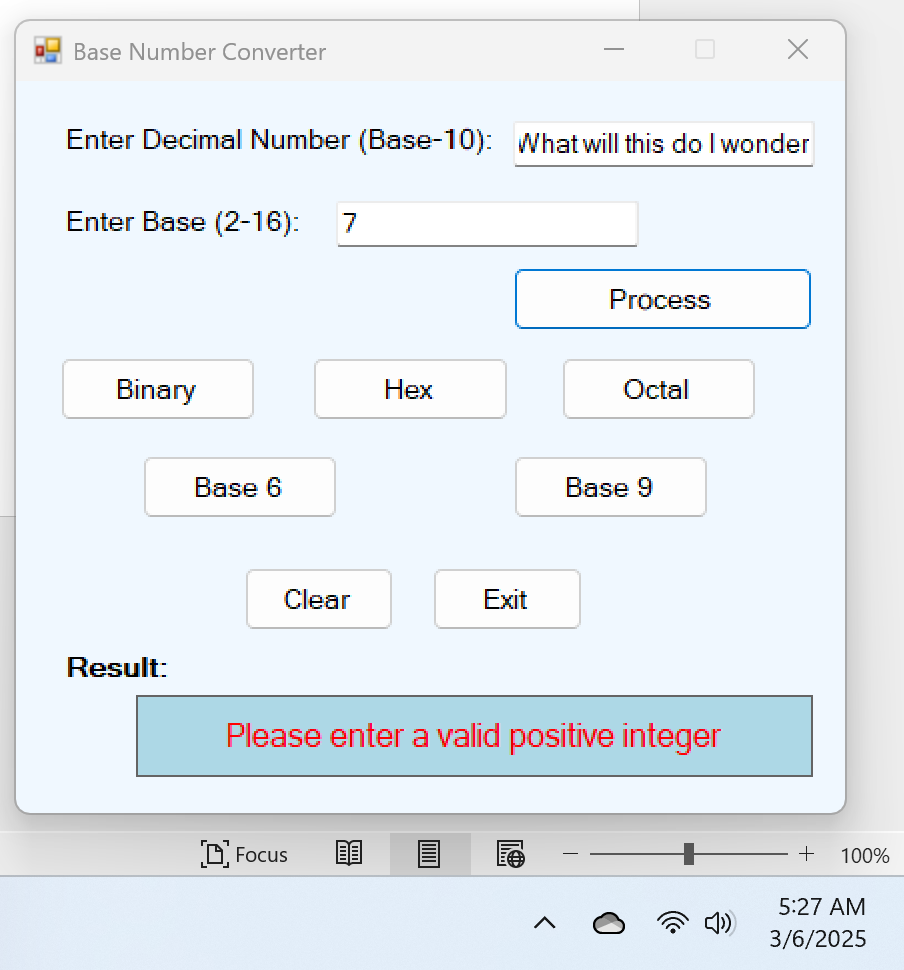 Base Number Converter
Enter Decimal Number (Base-10): What will this do I wonder
Enter Base (2-16): 7
Process
Binary Hex Octal
Base 6 Base 9
Clear Exit
Result:
Please enter a valid positive integer
Focus 100%
5:27 AM
3/6/2025